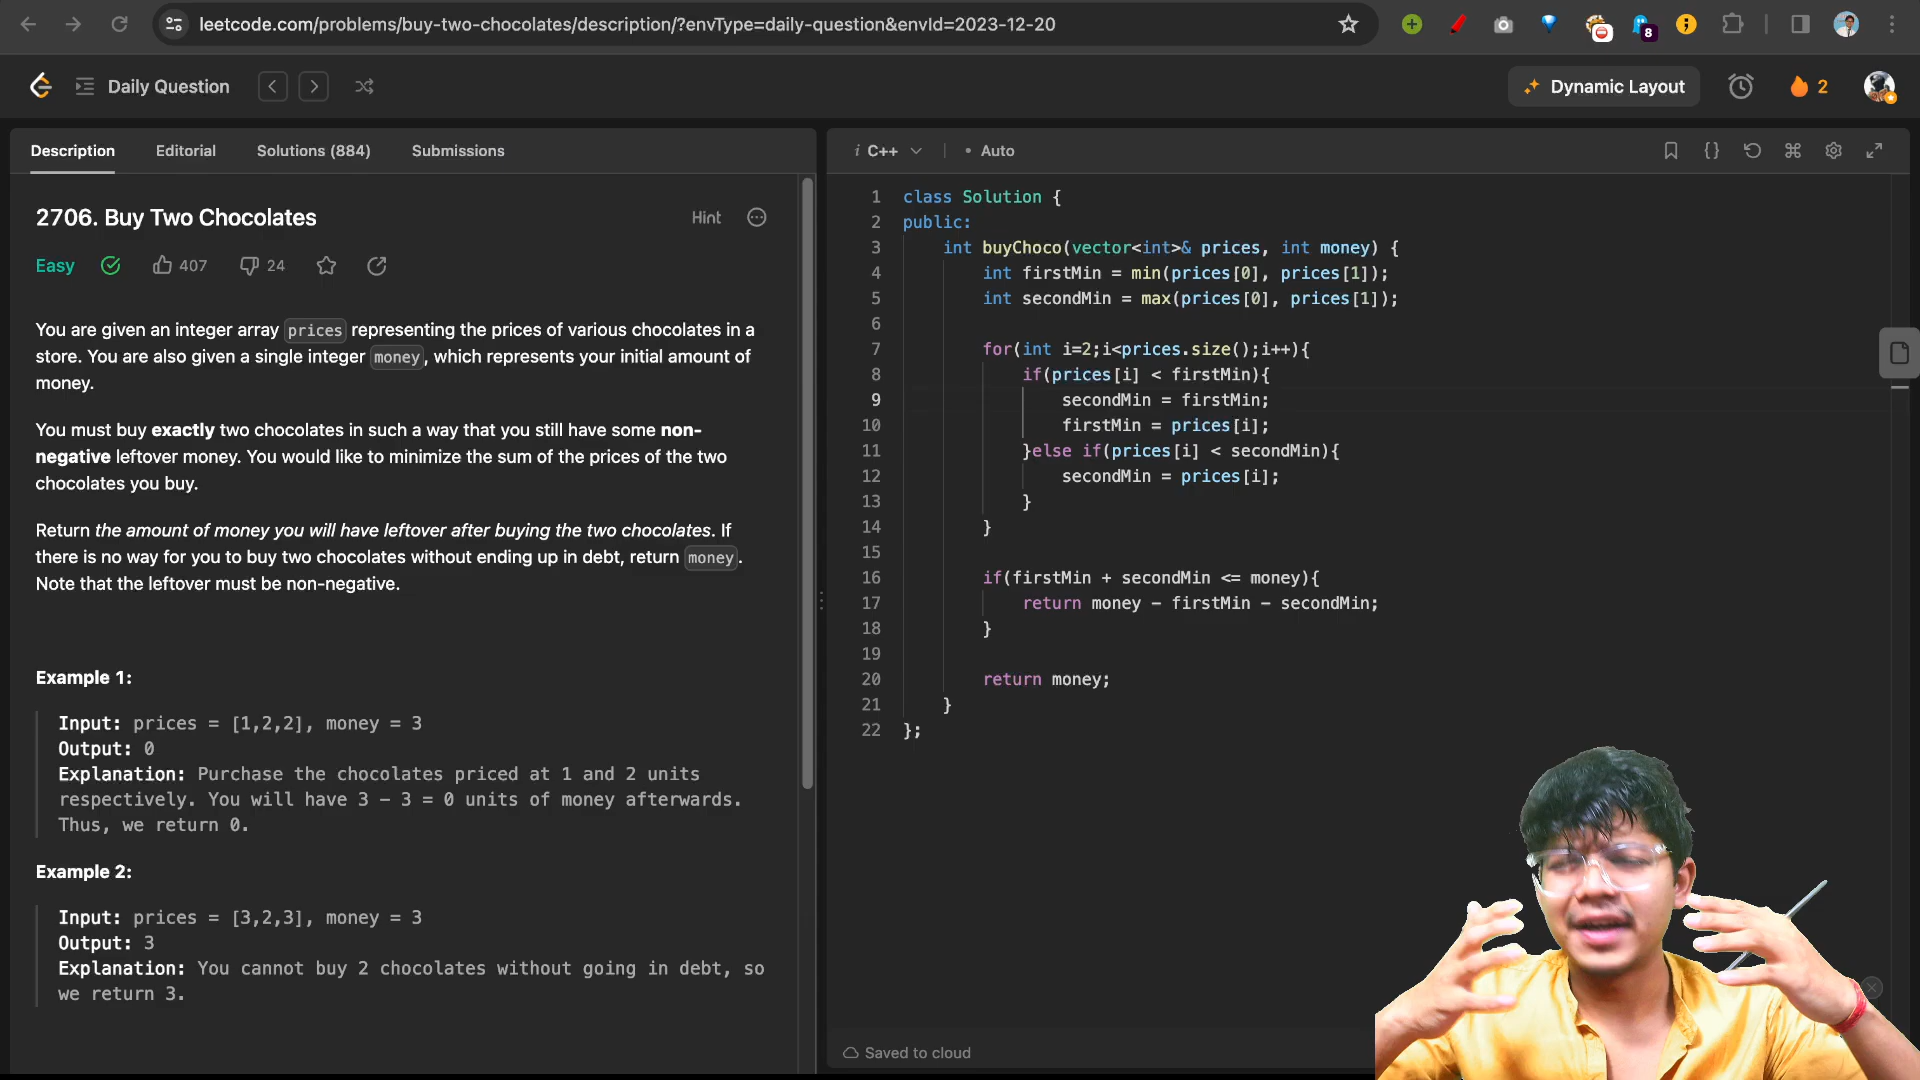 leetcode.com/problems/buy-two-chocolates/description/?envType=daily-question&envId=2023-12-20
8
Daily Question
Dynamic Layout
2
Description Editorial Solutions (884) Submissions
2706. Buy Two Chocolates
Hint
Easy 407 24
You are given an integer array prices representing the prices of various chocolates in a
store. You are also given a single integer money, which represents your initial amount of
money.
You must buy exactly two chocolates in such a way that you still have some non-
negative leftover money. You would like to minimize the sum of the prices of the two
chocolates you buy.
Return the amount of money you will have leftover after buying the two chocolates. If
there is no way for you to buy two chocolates without ending up in debt, return money.
Note that the leftover must be non-negative.
Example 1:
Input: prices = [1,2,2], money = 3
Output: 0
Explanation: Purchase the chocolates priced at 1 and 2 units
respectively. You will have 3 - 3 = 0 units of money afterwards.
Thus, we return 0.
Example 2:
Input: prices = [3,2,3], money = 3
Output: 3
Explanation: You cannot buy 2 chocolates without going in debt, so
we return 3.
i C++ • Auto
1 class Solution {
2 public:
3 int buyChoco(vector<int>& prices, int money) {
4 int firstMin = min(prices[0], prices[1]);
5 int secondMin = max(prices[0], prices[1]);
6
7 for(int i=2;i<prices.size();i++){
8 if(prices[i] < firstMin){
9 secondMin = firstMin;
10 firstMin = prices[i];
11 }else if(prices[i] < secondMin){
12 secondMin = prices[i];
13 }
14 }
15
16 if(firstMin + secondMin <= money){
17 return money - firstMin - secondMin;
18 }
19
20 return money;
21 }
22 };
Saved to cloud